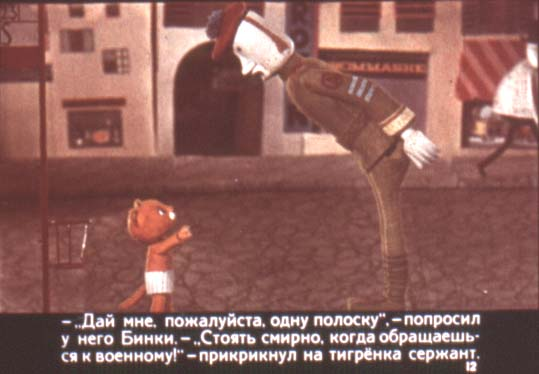 OMMASKE
–„Дай мне, пожалуйста, одну полоску“,–попросил
у него Бинки.–„Стоять смирно, когда обращаешь-
ся к военному!“–прикрикнул на тигрёнка сержант.
12